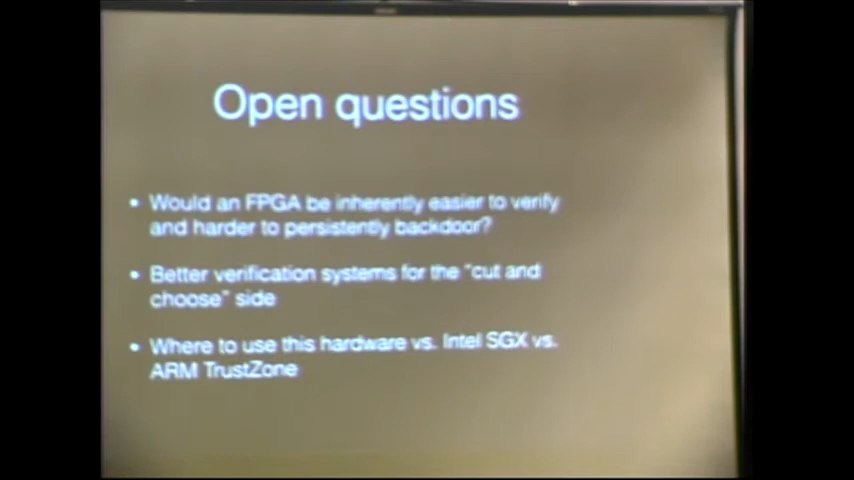 Open questions
• Would an FPGA be inherently easier to verify
and harder to persistently backdoor?
• Better verification systems for the "cut and
choose" side
• Where to use this hardware vs. Intel SGX vs.
ARM TrustZone